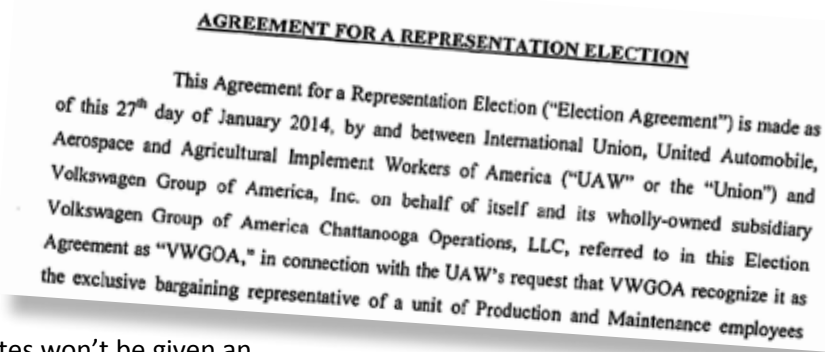 AGREEMENT FOR A REPRESENTATION ELECTION
This Agreement for a Representation Election (“Election Agreement”) is made as
of this 27th day of January 2014, by and between International Union, United Automobile,
Aerospace and Agricultural Implement Workers of America (“UAW” or the “Union”) and
Volkswagen Group of America, Inc. on behalf of itself and its wholly-owned subsidiary
Volkswagen Group of America Chattanooga Operations, LLC, referred to in this Election
Agreement as “VWGOA,” in connection with the UAW’s request that VWGOA recognize it as
the exclusive bargaining representative of a unit of Production and Maintenance employees
won’t be given an